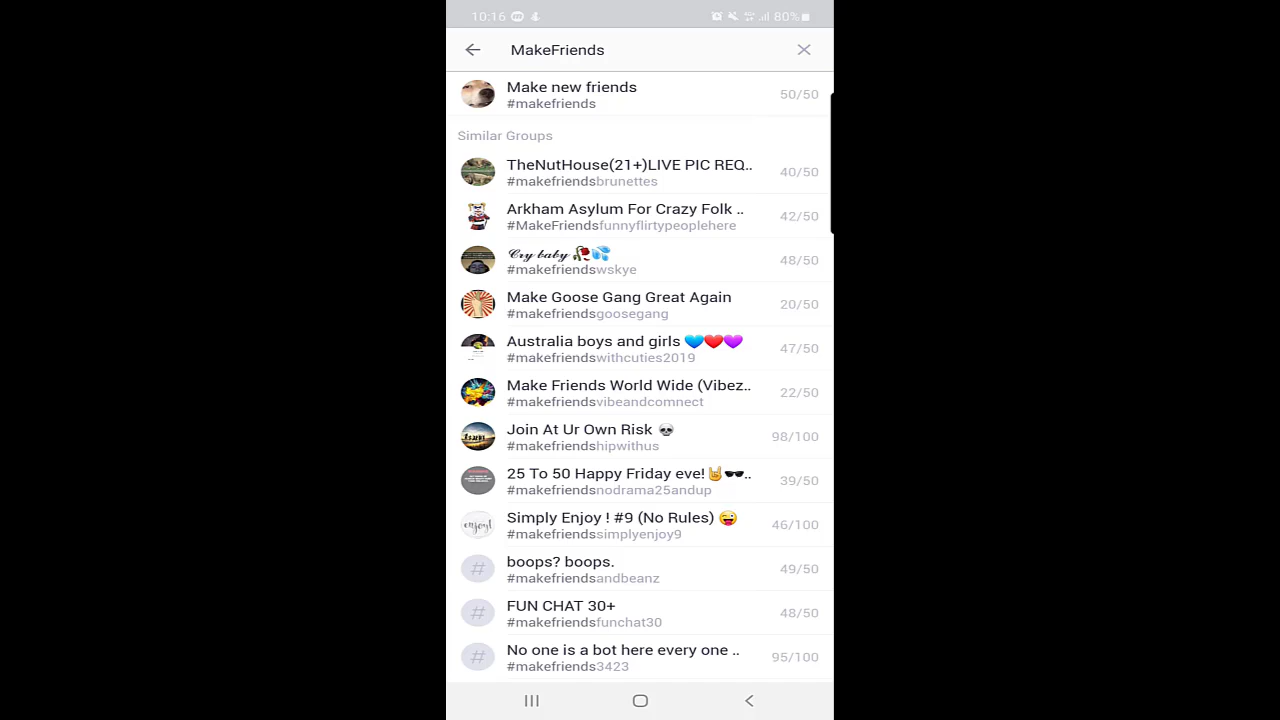 10:16 80%
MakeFriends
Make new friends
#makefriends
50/50
Similar Groups
TheNutHouse(21+)LIVE PIC REQ..
#makefriendsbrunettes
40/50
Arkham Asylum For Crazy Folk ..
#MakeFriendsfunnyflirtypeoplehere
42/50
𝒞𝓇𝓎 𝒷𝒶𝒷𝓎 🥀💦
#makefriendswskye
48/50
Make Goose Gang Great Again
#makefriendsgoosegang
20/50
Australia boys and girls 💙❤️💜
#makefriendswithcuties2019
47/50
Make Friends World Wide (Vibez..
#makefriendsvibeandcomnect
22/50
Join At Ur Own Risk 💀
#makefriendshipwithus
98/100
25 To 50 Happy Friday eve!🤘🕶️..
#makefriendsnodrama25andup
39/50
enjoy!
Simply Enjoy ! #9 (No Rules) 😜
#makefriendssimplyenjoy9
46/100
#
boops? boops.
#makefriendsandbeanz
49/50
#
FUN CHAT 30+
#makefriendsfunchat30
48/50
#
No one is a bot here every one ..
#makefriends3423
95/100